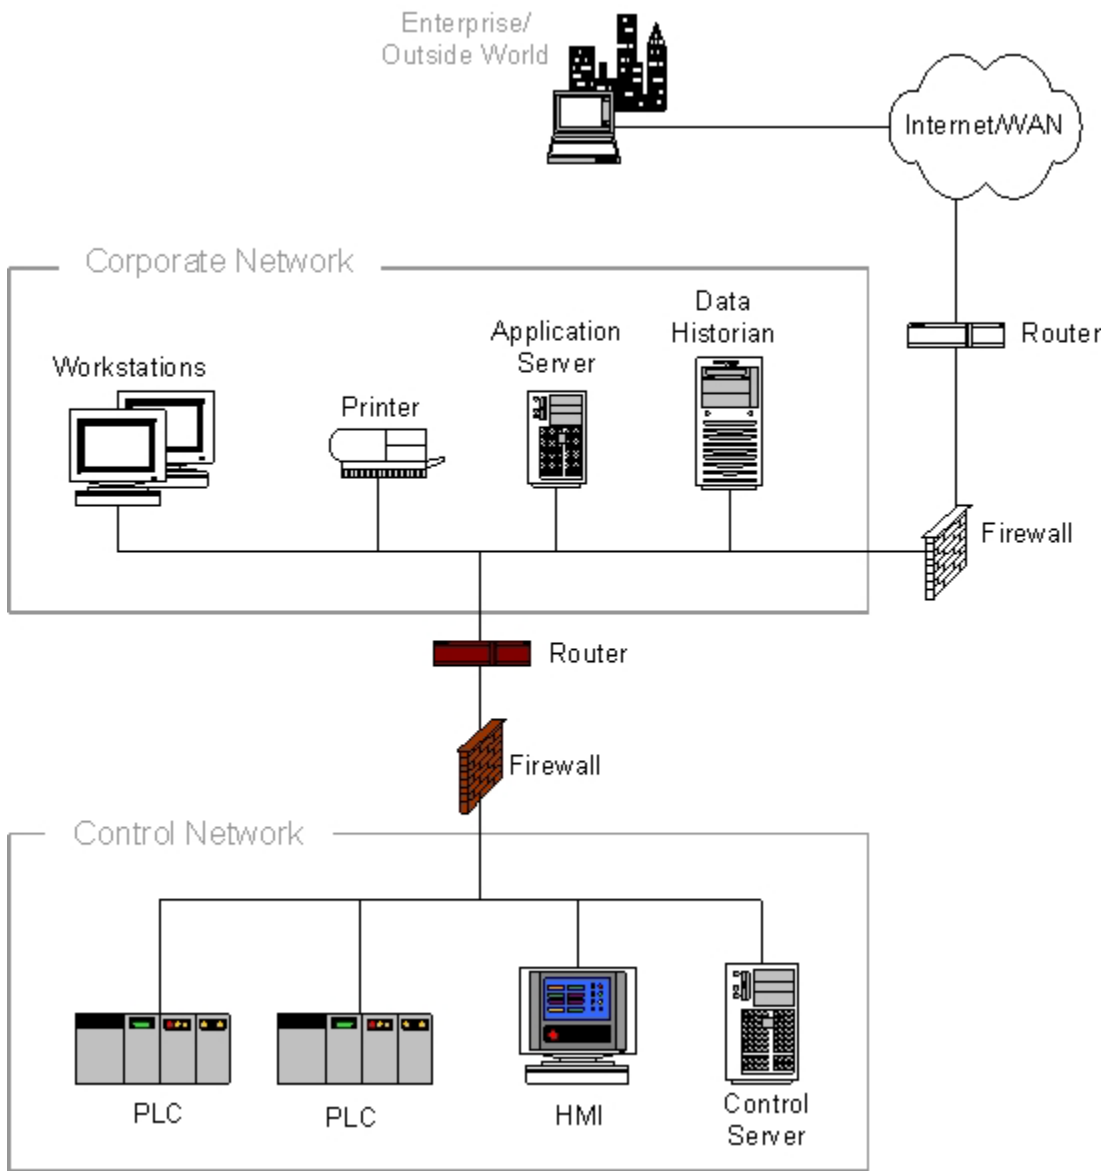 Enterprise/
Outside World
Internet/WAN
Corporate Network
Data
Historian
Application
Server
Router
Workstations
Printer
Firewall
Router
Firewall
Control Network
PLC
PLC
HMI
Control
Server